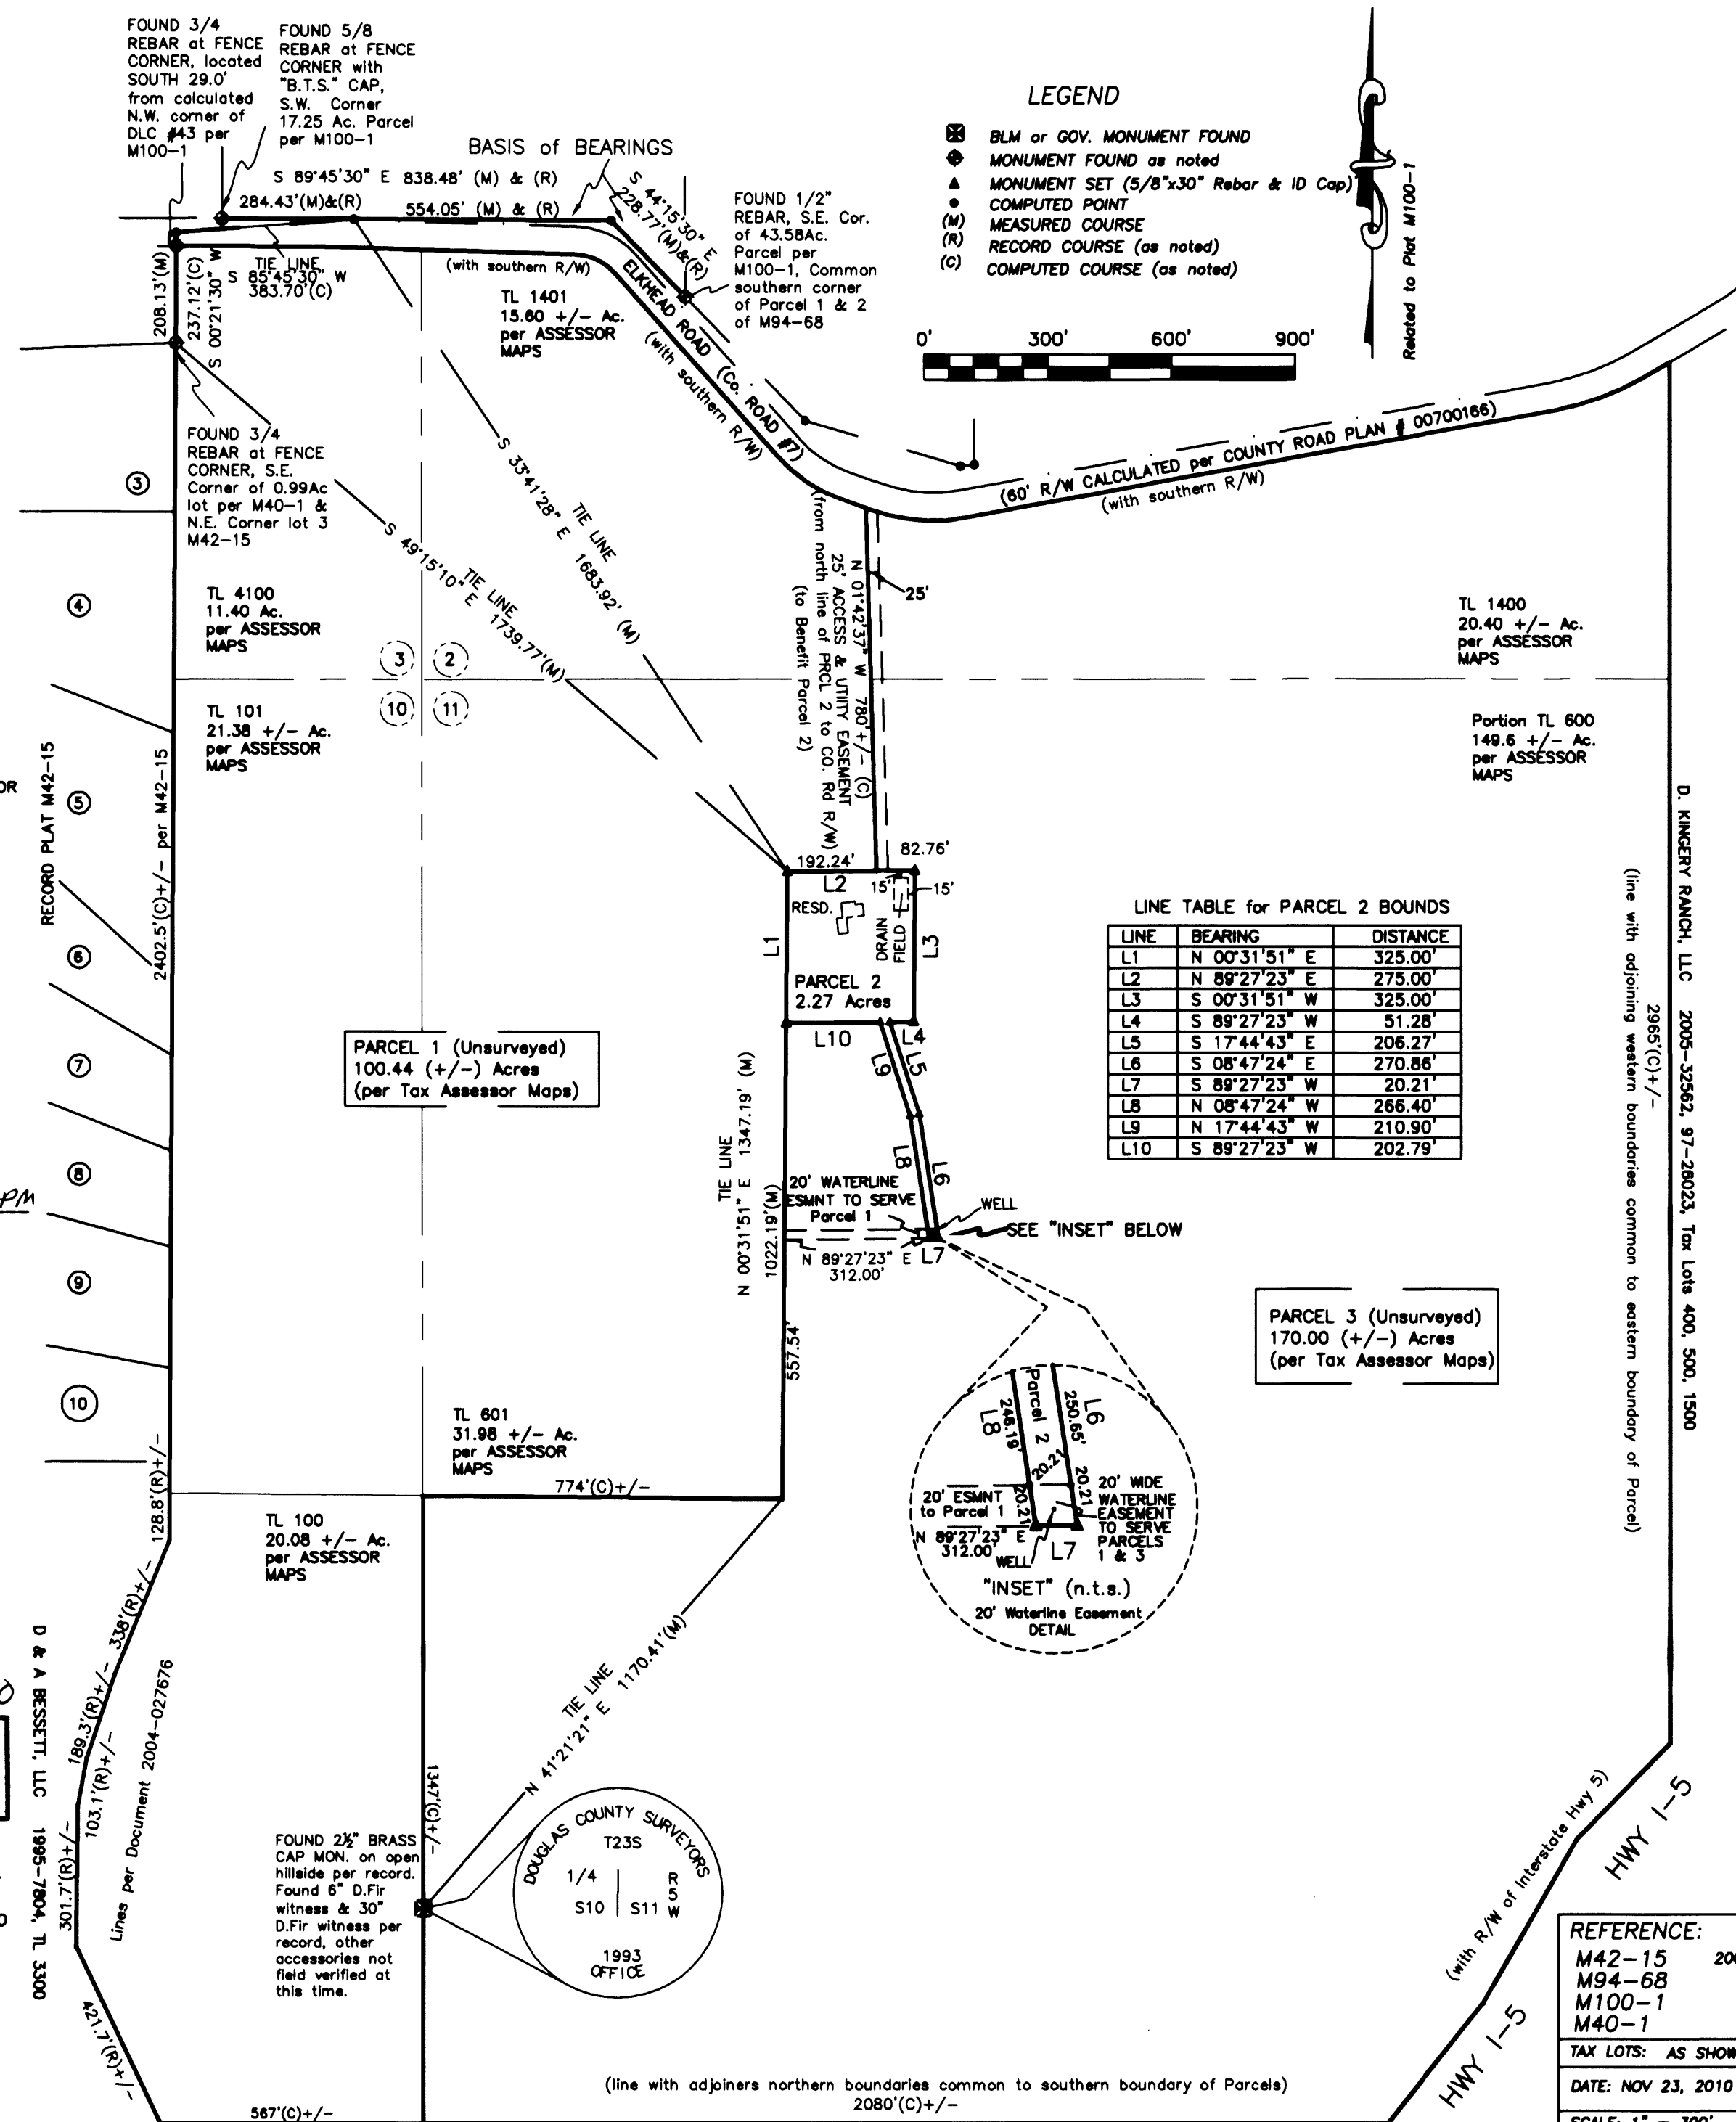 FOUND 3/4
REBAR at FENCE
CORNER, located
SOUTH 29.0'
from calculated
N.W. corner of
DLC #43 per
M100-1
FOUND 5/8
REBAR at FENCE
CORNER with
"B.T.S." CAP,
S.W. Corner
17.25 Ac. Parcel
per M100-1
BASIS of BEARINGS
S 89°45'30" E 838.48' (M) & (R)
284.43'(M)&(R)
554.05' (M) & (R)
S 44°15'30" E
228.77'(M)&(R)
FOUND 1/2"
REBAR, S.E. Cor.
of 43.58Ac.
Parcel per
M100-1, Common
southern corner
of Parcel 1 & 2
of M94-68
LEGEND
BLM or GOV. MONUMENT FOUND
MONUMENT FOUND as noted
MONUMENT SET (5/8"x30" Rebar & ID Cap)
COMPUTED POINT
(M) MEASURED COURSE
(R) RECORD COURSE (as noted)
(C) COMPUTED COURSE (as noted)
Related to Plat M100-1
0' 300' 600' 900'
TIE LINE
S 85°45'30" W
383.70'(C)
208.13'(M)
237.12'(C)
S 00°21'30" W
(with southern R/W)
TL 1401
15.60 +/- Ac.
per ASSESSOR
MAPS
ELKHEAD ROAD (Co. ROAD #7)
(with southern R/W)
(60' R/W CALCULATED per COUNTY ROAD PLAN # 00700166)
(with southern R/W)
FOUND 3/4
REBAR at FENCE
CORNER, S.E.
Corner of 0.99Ac
lot per M40-1 &
N.E. Corner lot 3
M42-15
S 33°41'28" E
TIE LINE
1683.92' (M)
S 49°15'10" E
TIE LINE
1739.77'(M)
N 01°42'37" W 780'+/- (C)
25' ACCESS & UTIITY EASEMENT
(from north line of PRCL 2 to CO. Rd R/W)
(to Benefit Parcel 2)
25'
3
4
5
6
7
8
9
10
TL 4100
11.40 Ac.
per ASSESSOR
MAPS
3 2
10 11
TL 101
21.38 +/- Ac.
per ASSESSOR
MAPS
TL 1400
20.40 +/- Ac.
per ASSESSOR
MAPS
Portion TL 600
149.6 +/- Ac.
per ASSESSOR
MAPS
OR
RECORD PLAT M42-15
2402.5'(C)+/- per M42-15
192.24'
82.76'
L2
15'
15'
RESD.
DRAIN
FIELD
L1
L3
PARCEL 2
2.27 Acres
L10
L4
L9
L5
L8
L6
LINE TABLE for PARCEL 2 BOUNDS
LINE BEARING DISTANCE
L1 N 00°31'51" E 325.00'
L2 N 89°27'23" E 275.00'
L3 S 00°31'51" W 325.00'
L4 S 89°27'23" W 51.28'
L5 S 17°44'43" E 206.27'
L6 S 08°47'24" E 270.86'
L7 S 89°27'23" W 20.21'
L8 N 08°47'24" W 266.40'
L9 N 17°44'43" W 210.90'
L10 S 89°27'23" W 202.79'
D. KINGERY RANCH, LLC 2005-32562, 97-26023, Tax Lots 400, 500, 1500
2965'(C)+/-
(line with adjoining western boundaries common to eastern boundary of Parcel)
PARCEL 1 (Unsurveyed)
100.44 (+/-) Acres
(per Tax Assessor Maps)
TIE LINE
N 00°31'51" E 1347.19' (M)
1022.19'(M)
20' WATERLINE
ESMNT TO SERVE
Parcel 1
WELL
SEE "INSET" BELOW
N 89°27'23" E
312.00'
L7
PM
557.54'
PARCEL 3 (Unsurveyed)
170.00 (+/-) Acres
(per Tax Assessor Maps)
Parcel 2
L8
246.19'
L6
250.65'
20.21
20.21
20.21
20' ESMNT
to Parcel 1
N 89°27'23" E
312.00'
WELL
L7
20' WIDE
WATERLINE
EASEMENT
TO SERVE
PARCELS
1 & 3
"INSET" (n.t.s.)
20' Waterline Easement
DETAIL
TL 601
31.98 +/- Ac.
per ASSESSOR
MAPS
774'(C)+/-
TL 100
20.08 +/- Ac.
per ASSESSOR
MAPS
128.8'(R)+/-
338'(R)+/-
189.3'(R)+/-
103.1'(R)+/-
301.7'(R)+/-
421.7'(R)+/-
Lines per Document 2004-027676
D & A BESSETT, LLC 1995-7804, TL 3300
TIE LINE
N 41°21'21" E 1170.41'(M)
1347'(C)+/-
FOUND 2½" BRASS
CAP MON. on open
hillside per record.
Found 6" D.Fir
witness & 30"
D.Fir witness per
record, other
accessories not
field verified at
this time.
DOUGLAS COUNTY SURVEYORS
T23S
1/4
S10 S11
R
5
W
1993
OFFICE
(with R/W of Interstate Hwy 5)
HWY I-5
HWY I-5
(line with adjoiners northern boundaries common to southern boundary of Parcels)
2080'(C)+/-
567'(C)+/-
REFERENCE:
M42-15
M94-68
M100-1
M40-1
TAX LOTS: AS SHOW
DATE: NOV 23, 2010
SCALE: 1" = 300'